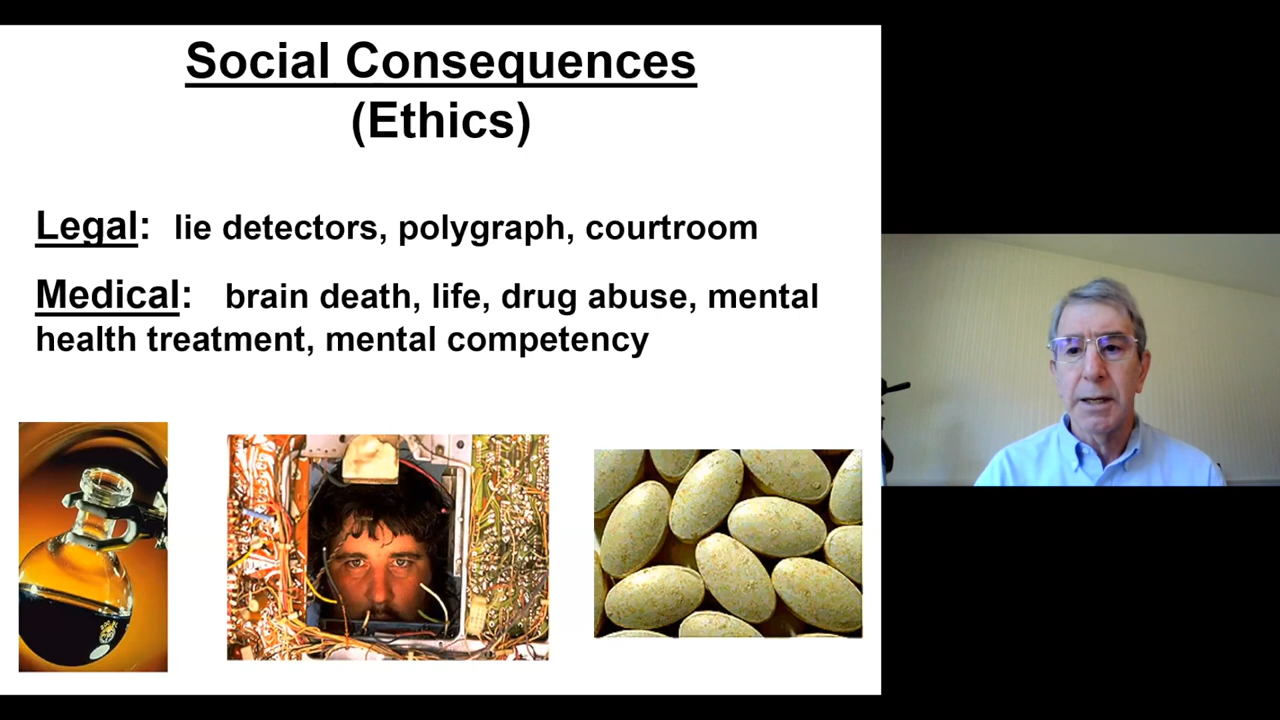 Social Consequences
(Ethics)
Legal: lie detectors, polygraph, courtroom
Medical: brain death, life, drug abuse, mental
health treatment, mental competency